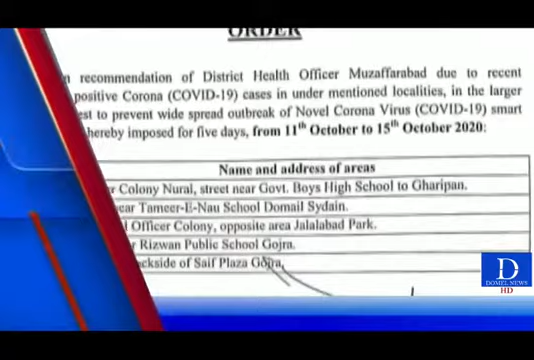 ORDER
n recommendation of District Health Officer Muzaffarabad due to recent
positive Corona (COVID-19) cases in under mentioned localities, in the larger
est to prevent wide spread outbreak of Novel Corona Virus (COVID-19) smart
hereby imposed for five days, from 11th October to 15th October 2020:
Name and address of areas
Colony Nural, street near Govt. Boys High School to Gharipan.
ear Tameer-E-Nau School Domail Sydain.
l Officer Colony, opposite area Jalalabad Park.
r Rizwan Public School Gojra.
ckside of Saif Plaza Gojra,
D
DOMEL NEWS
HD